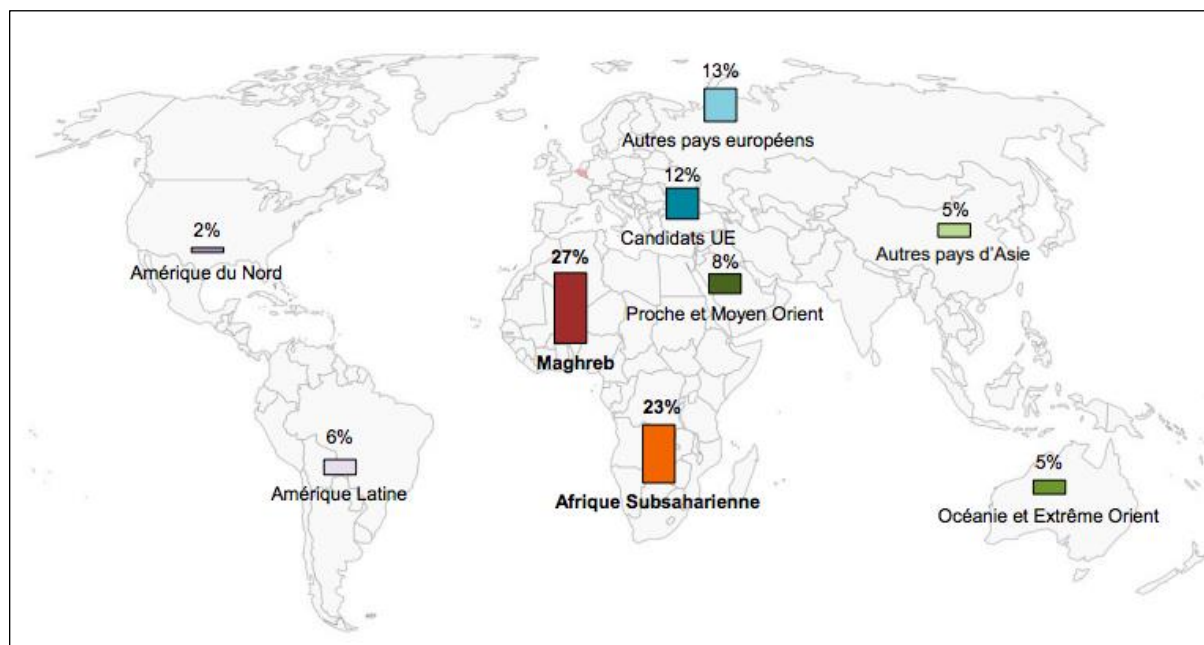 13%
Autres pays européens
12%
Candidats UE
5%
Autres pays d'Asie
2%
Amérique du Nord
27%
Maghreb
8%
Proche et Moyen Orient
23%
Afrique Subsaharienne
6%
Amérique Latine
5%
Océanie et Extrême Orient